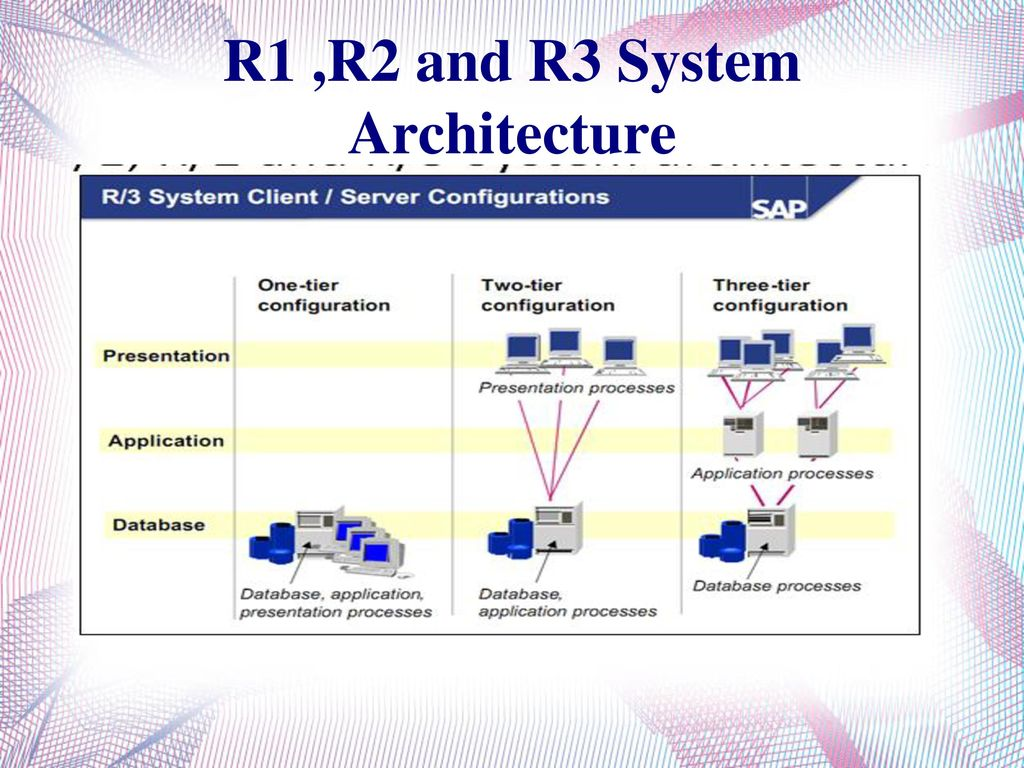 R1 ,R2 and R3 System
Architecture
R/3 System Client / Server Configurations
SAP
One-tier
configuration
Two-tier
configuration
Three-tier
configuration
Presentation
Presentation processes
Application
Application processes
Database
Database, application,
presentation processes
Database,
application processes
Database processes